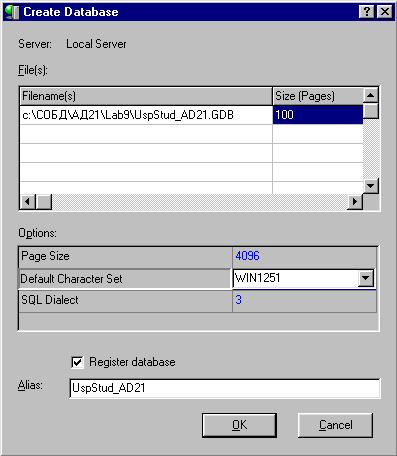 Create Database
Server: Local Server
File(s):
Filename(s) Size (Pages)
c:\СОБД\АД21\Lab9\UspStud_AD21.GDB 100
Options:
Page Size 4096
Default Character Set WIN1251
SQL Dialect 3
Register database
Alias: UspStud_AD21
OK Cancel